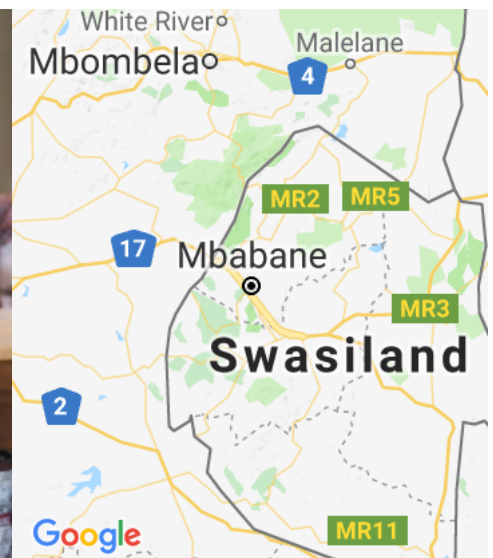 White River
Malelane
Mbombela
4
MR2
MR5
17
Mbabane
MR3
Swasiland
2
Google
MR11